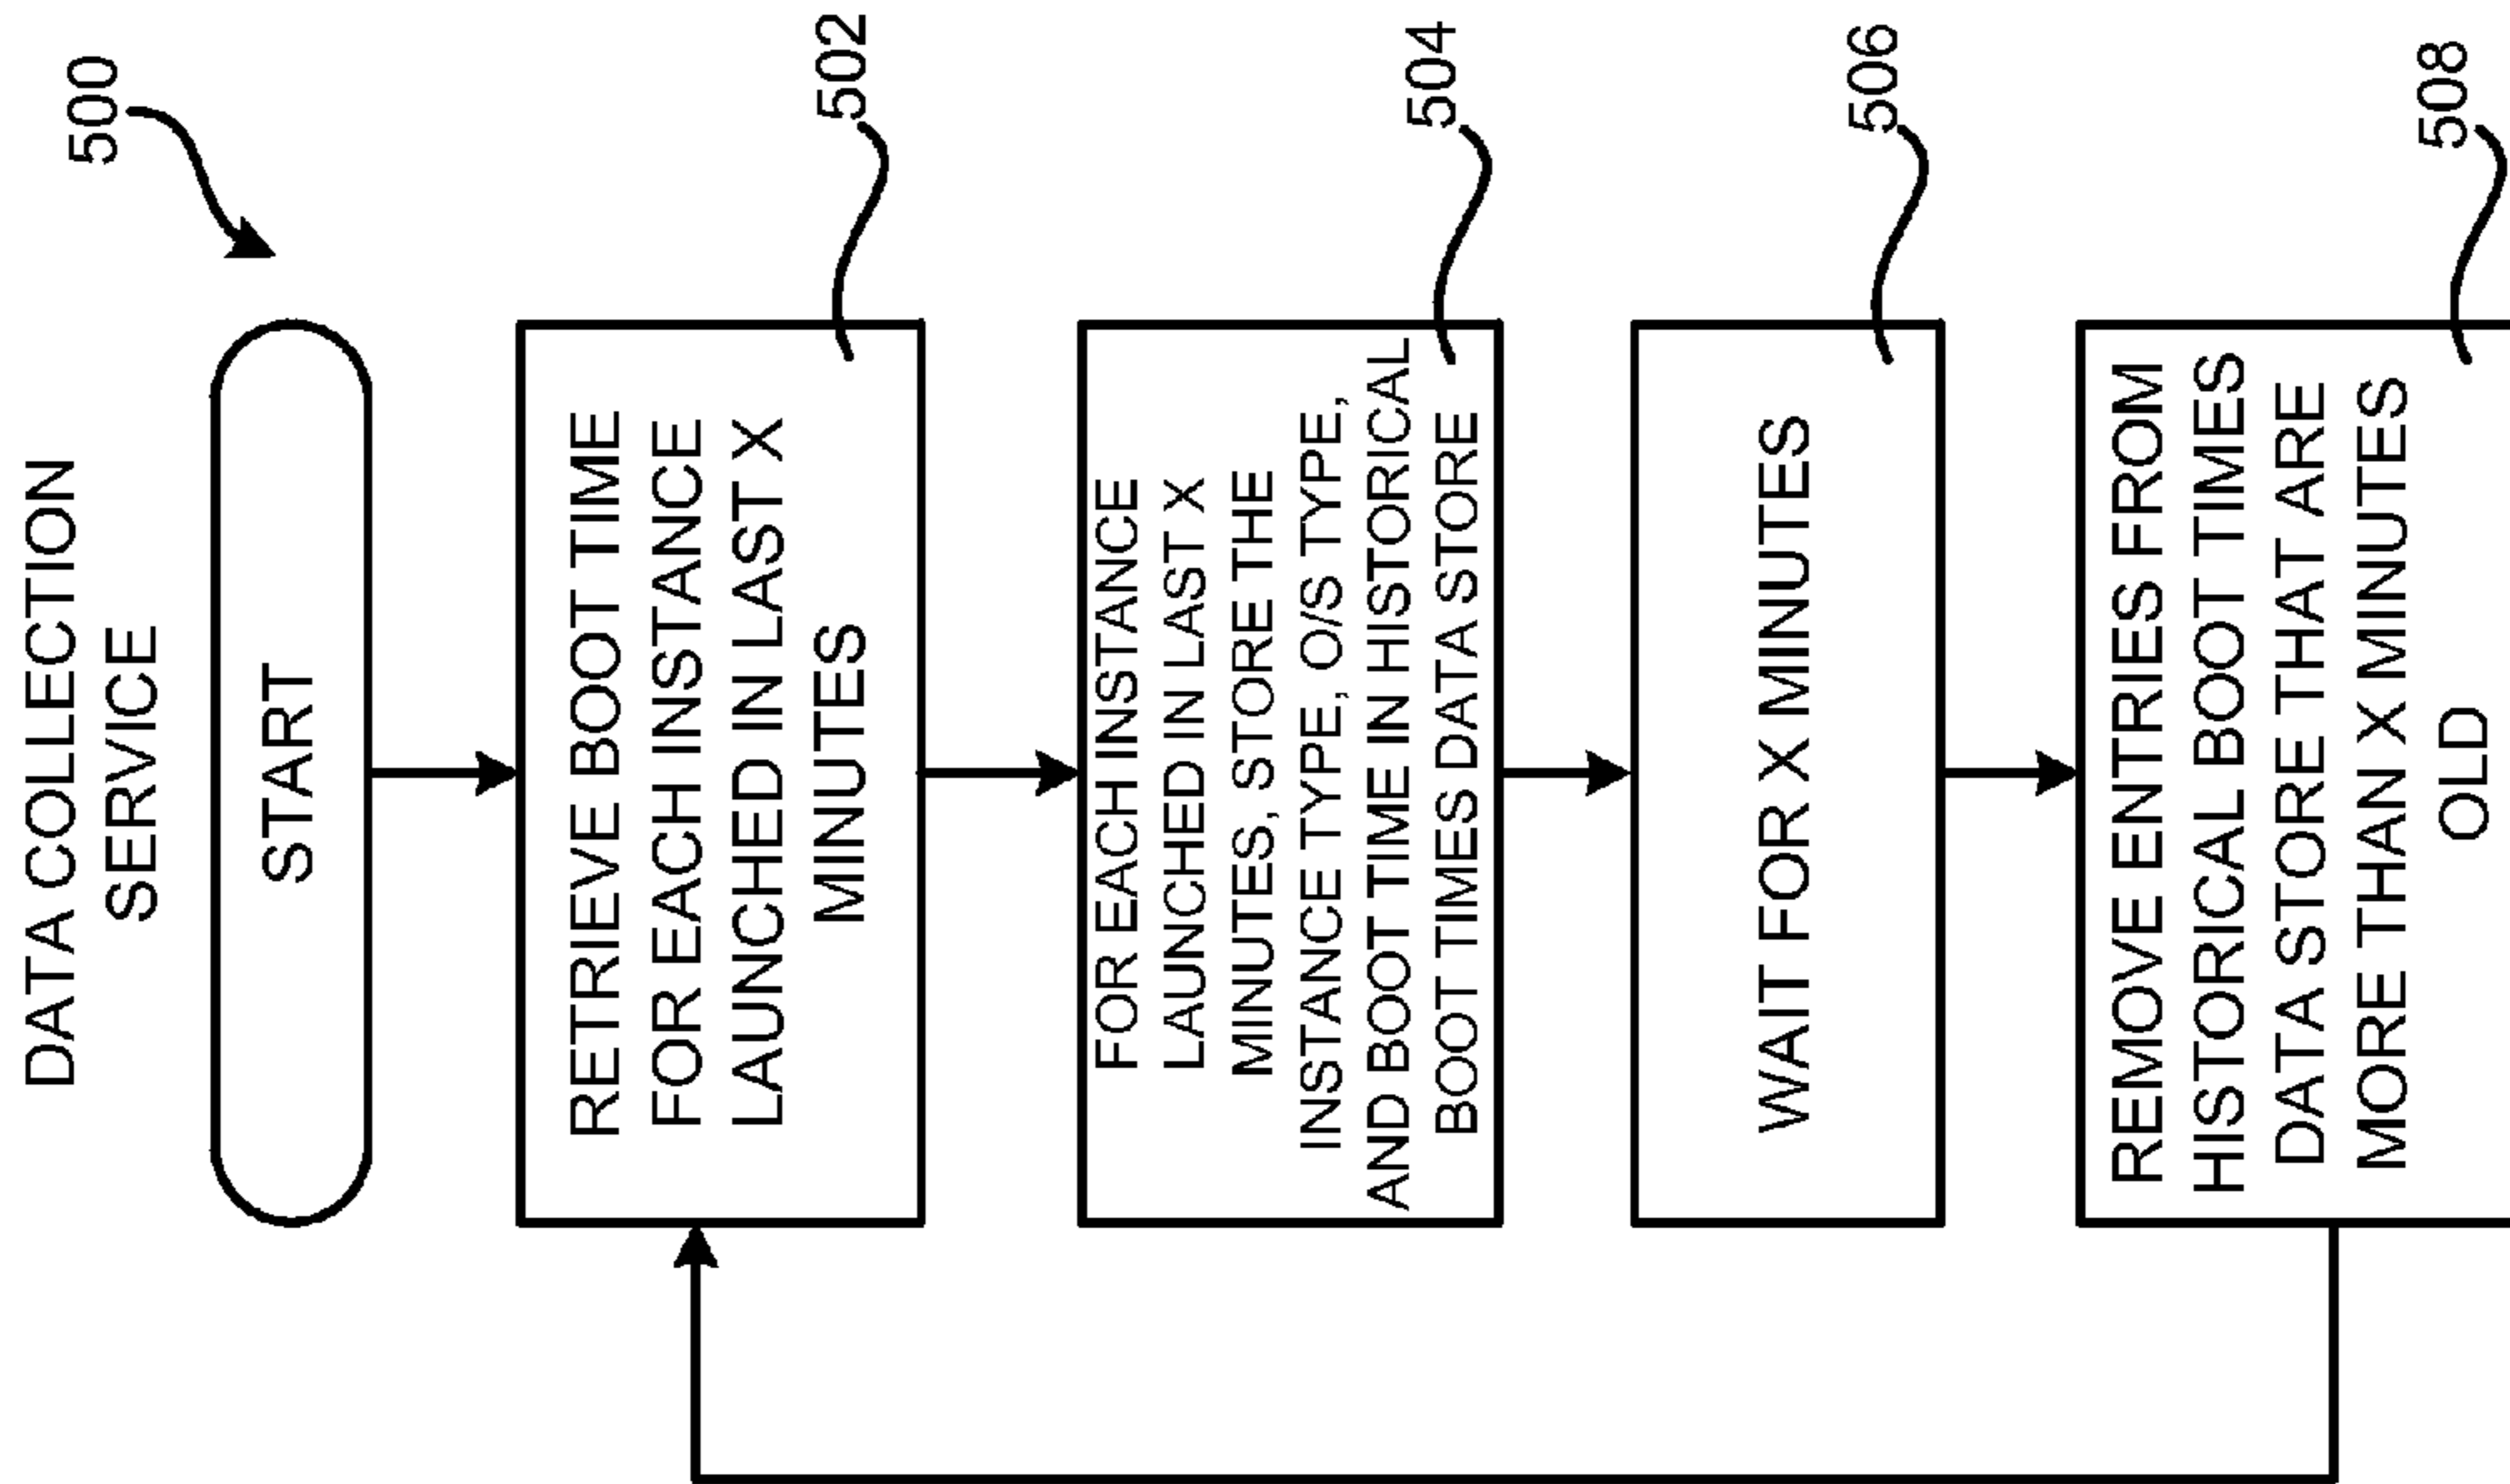 DATA COLLECTION
SERVICE
500
START
RETRIEVE BOOT TIME
FOR EACH INSTANCE
LAUNCHED IN LAST X
MINUTES
502
FOR EACH INSTANCE
LAUNCHED IN LAST X
MINUTES, STORE THE
INSTANCE TYPE, O/S TYPE,
AND BOOT TIME IN HISTORICAL
BOOT TIMES DATA STORE
504
WAIT FOR X MINUTES
506
REMOVE ENTRIES FROM
HISTORICAL BOOT TIMES
DATA STORE THAT ARE
MORE THAN X MINUTES
OLD
508